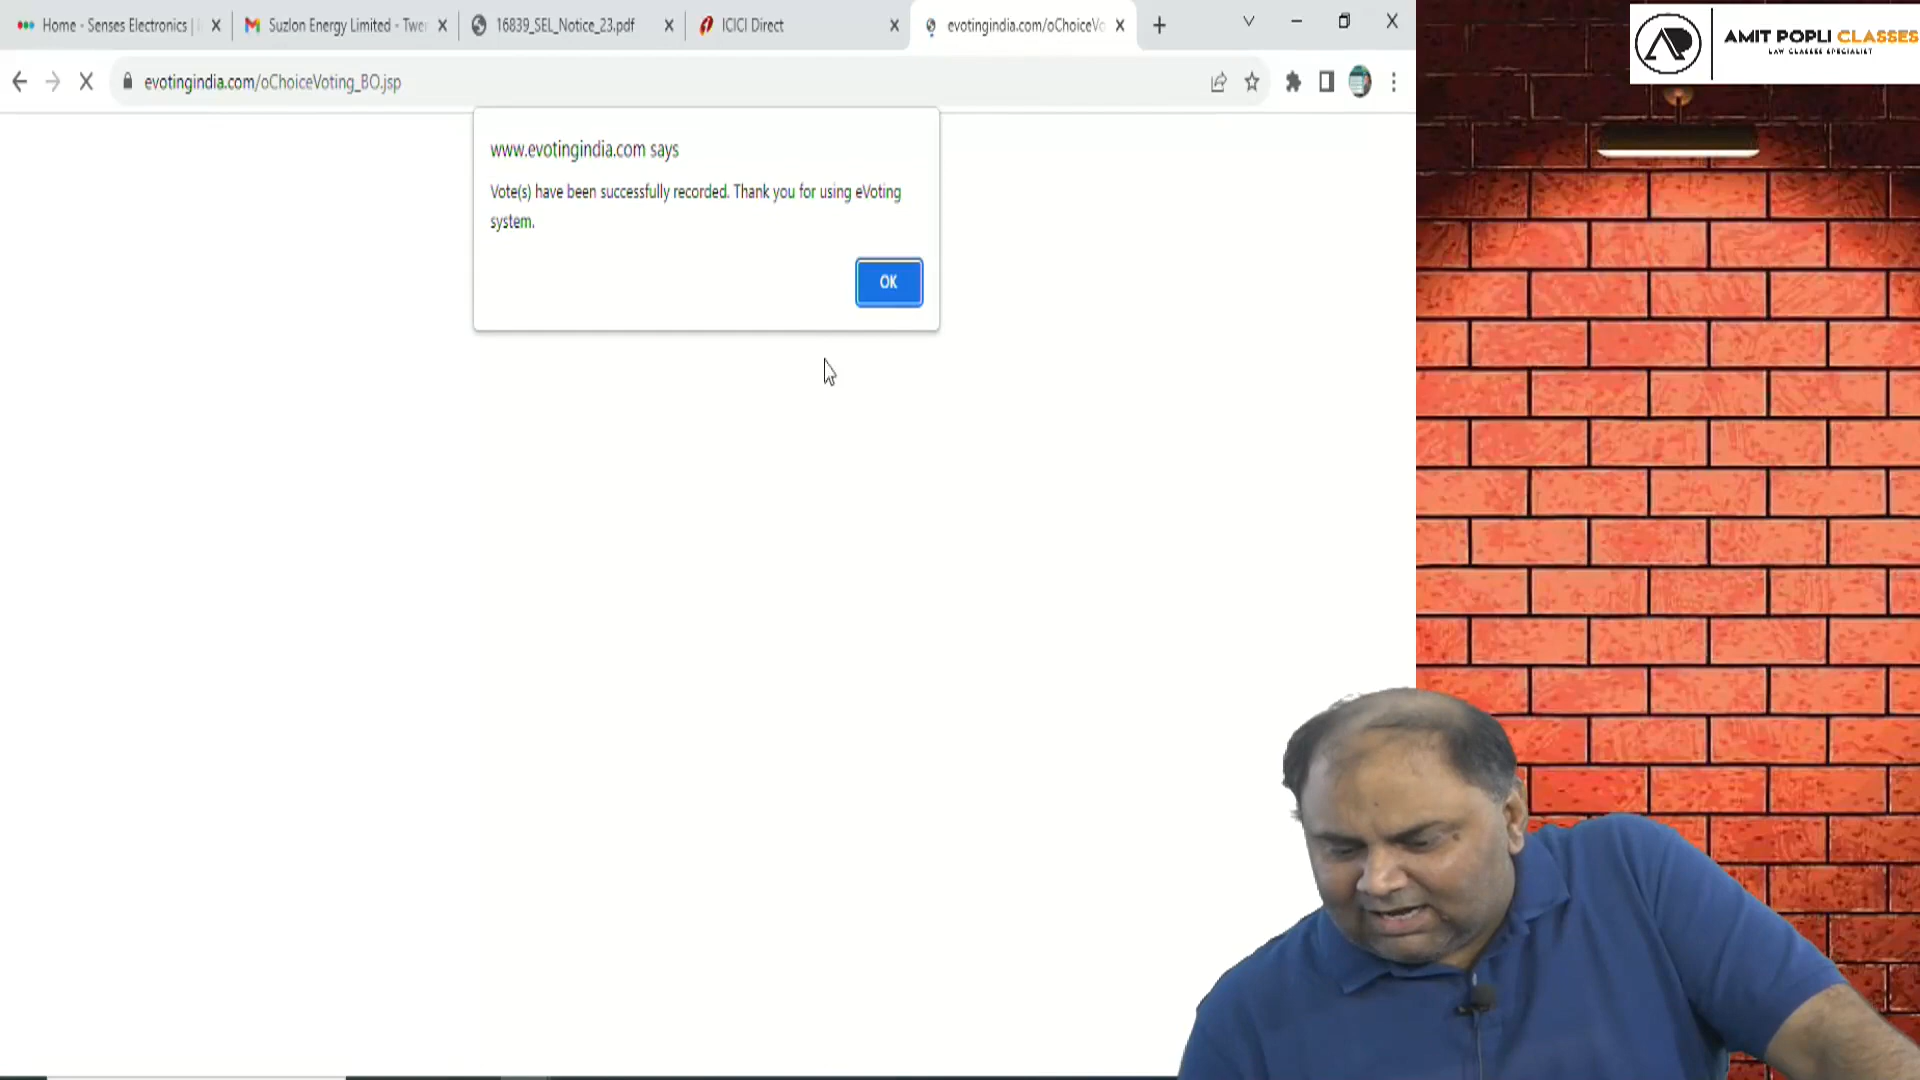 Home - Senses Electronics |
Suzlon Energy Limited - Twe
16839_SEL_Notice_23.pdf
ICICI Direct
evotingindia.com/oChoiceVo
AMIT POPLI CLASSES
LAW CLASSES SPECIALIST
evotingindia.com/oChoiceVoting_BO.jsp
www.evotingindia.com says
Vote(s) have been successfully recorded. Thank you for using eVoting
system.
OK